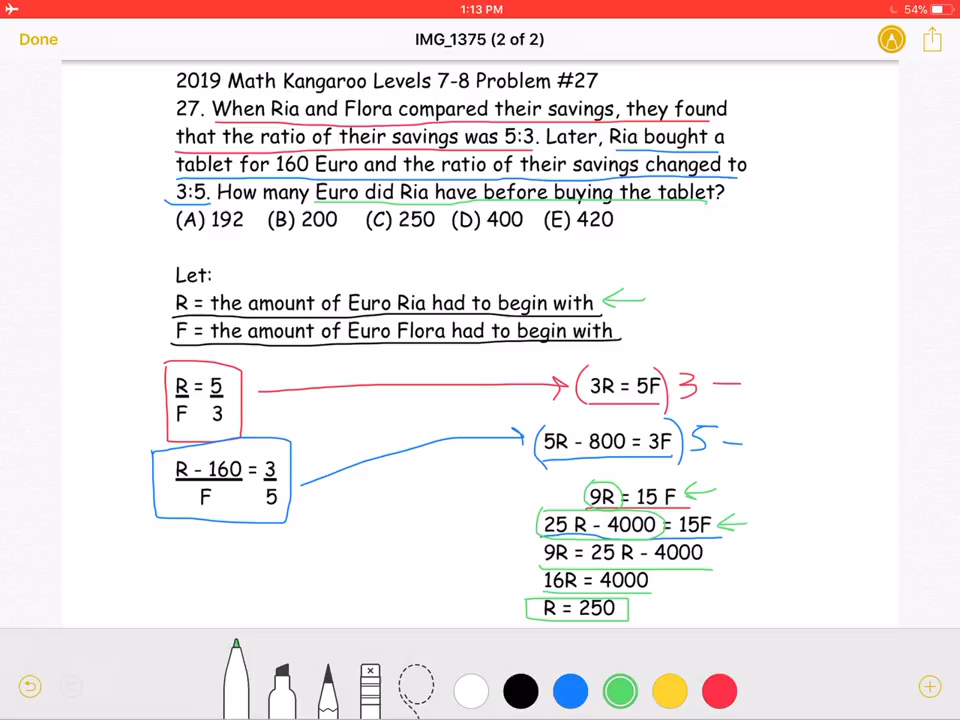 1:13 PM
54%
Done
IMG_1375 (2 of 2)
2019 Math Kangaroo Levels 7-8 Problem #27
27. When Ria and Flora compared their savings, they found
that the ratio of their savings was 5:3. Later, Ria bought a
tablet for 160 Euro and the ratio of their savings changed to
3:5. How many Euro did Ria have before buying the tablet?
(A) 192 (B) 200 (C) 250 (D) 400 (E) 420
Let:
R = the amount of Euro Ria had to begin with
F = the amount of Euro Flora had to begin with
R = 5
F 3
R - 160 = 3
F 5
(3R = 5F) 3
(5R - 800 = 3F) 5
9R = 15 F
25 R - 4000 = 15F
9R = 25 R - 4000
16R = 4000
R = 250